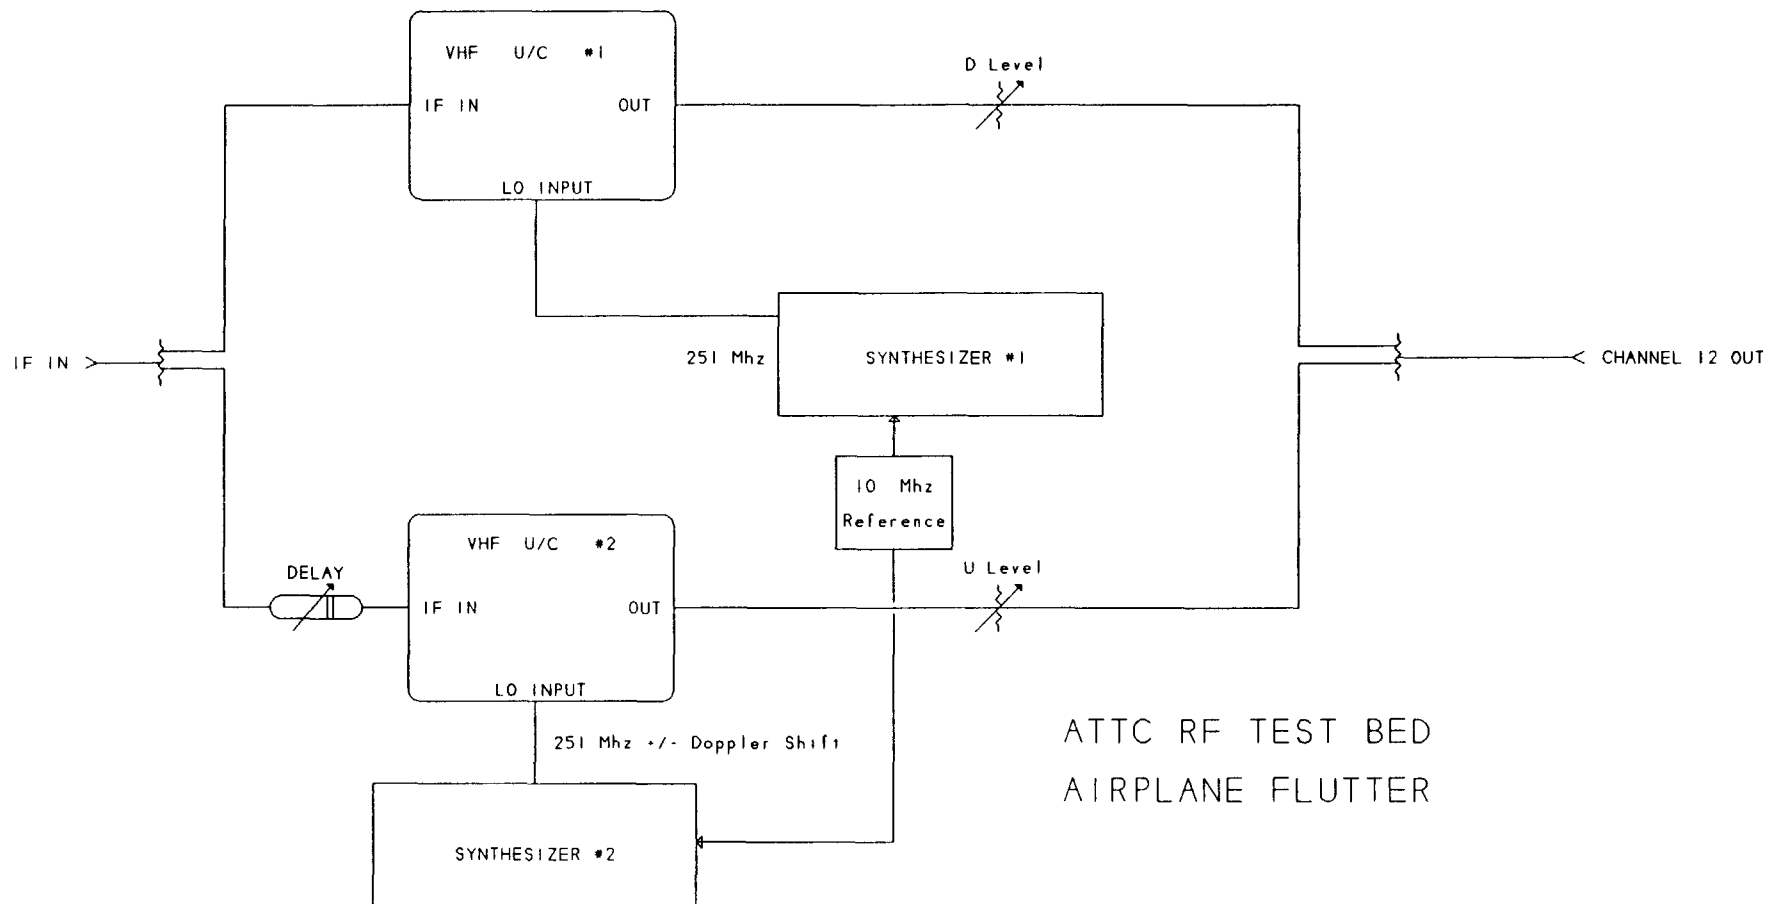 VHF U/C #1
D Level
IF IN
OUT
LO INPUT
251 Mhz
SYNTHESIZER #1
IF IN
CHANNEL 12 OUT
10 Mhz
Reference
VHF U/C #2
DELAY
U Level
IF IN
OUT
LO INPUT
251 Mhz +/- Doppler Shift
ATTC RF TEST BED
AIRPLANE FLUTTER
SYNTHESIZER #2